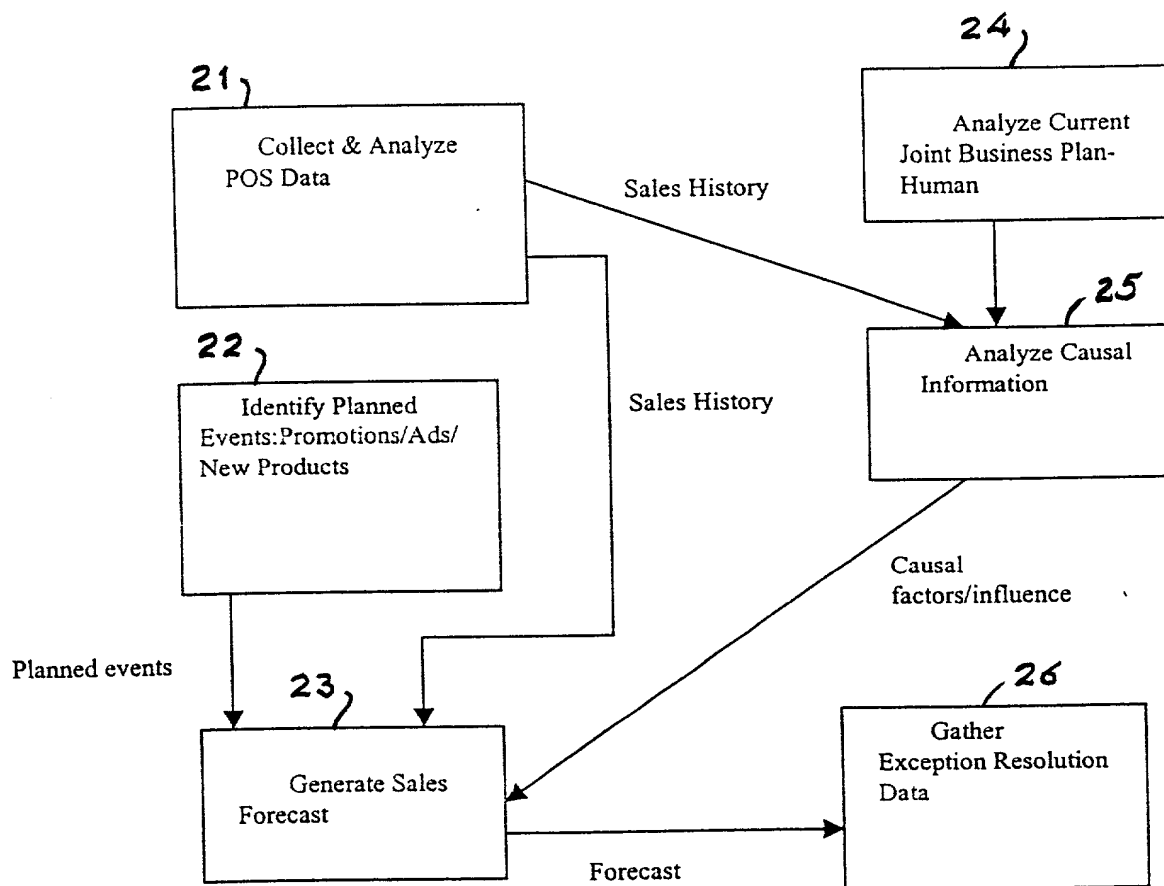 24
21
Collect & Analyze
POS Data
Analyze Current
Joint Business Plan-
Human
Sales History
25
22
Analyze Causal
Information
Identify Planned
Events:Promotions/Ads/
New Products
Sales History
Causal
factors/influence
Planned events
23
26
Generate Sales
Forecast
Gather
Exception Resolution
Data
Forecast